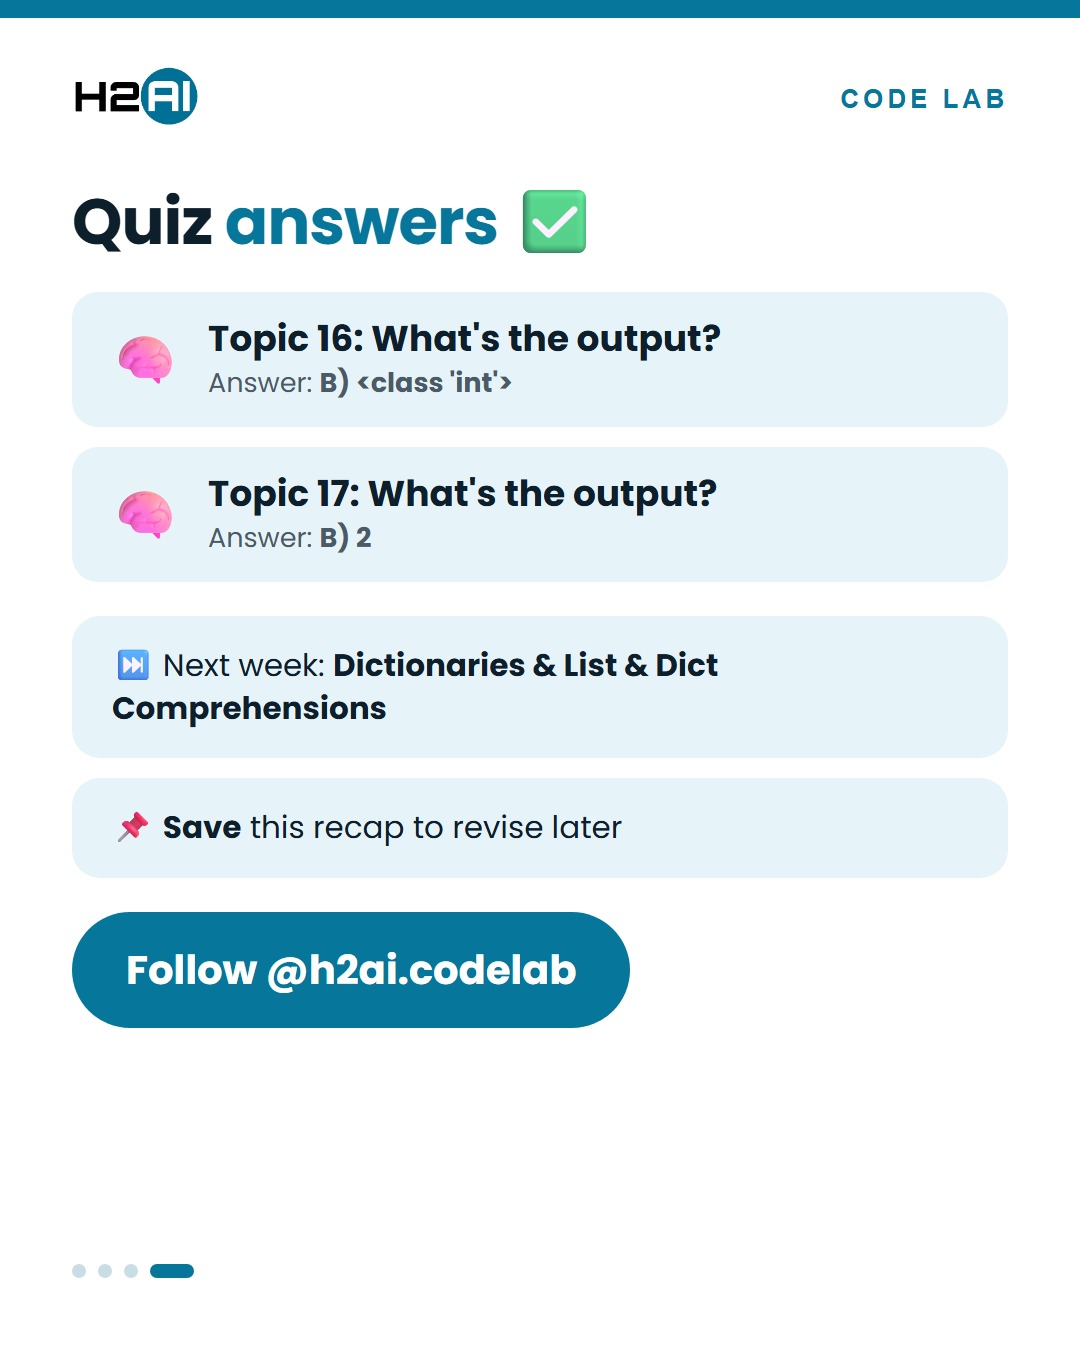 H2AI
CODE LAB
Quiz answers ✅
🧠 Topic 16: What's the output?
Answer: B) <class 'int'>
🧠 Topic 17: What's the output?
Answer: B) 2
⏭️ Next week: Dictionaries & List & Dict
Comprehensions
📌 Save this recap to revise later
Follow @h2ai.codelab